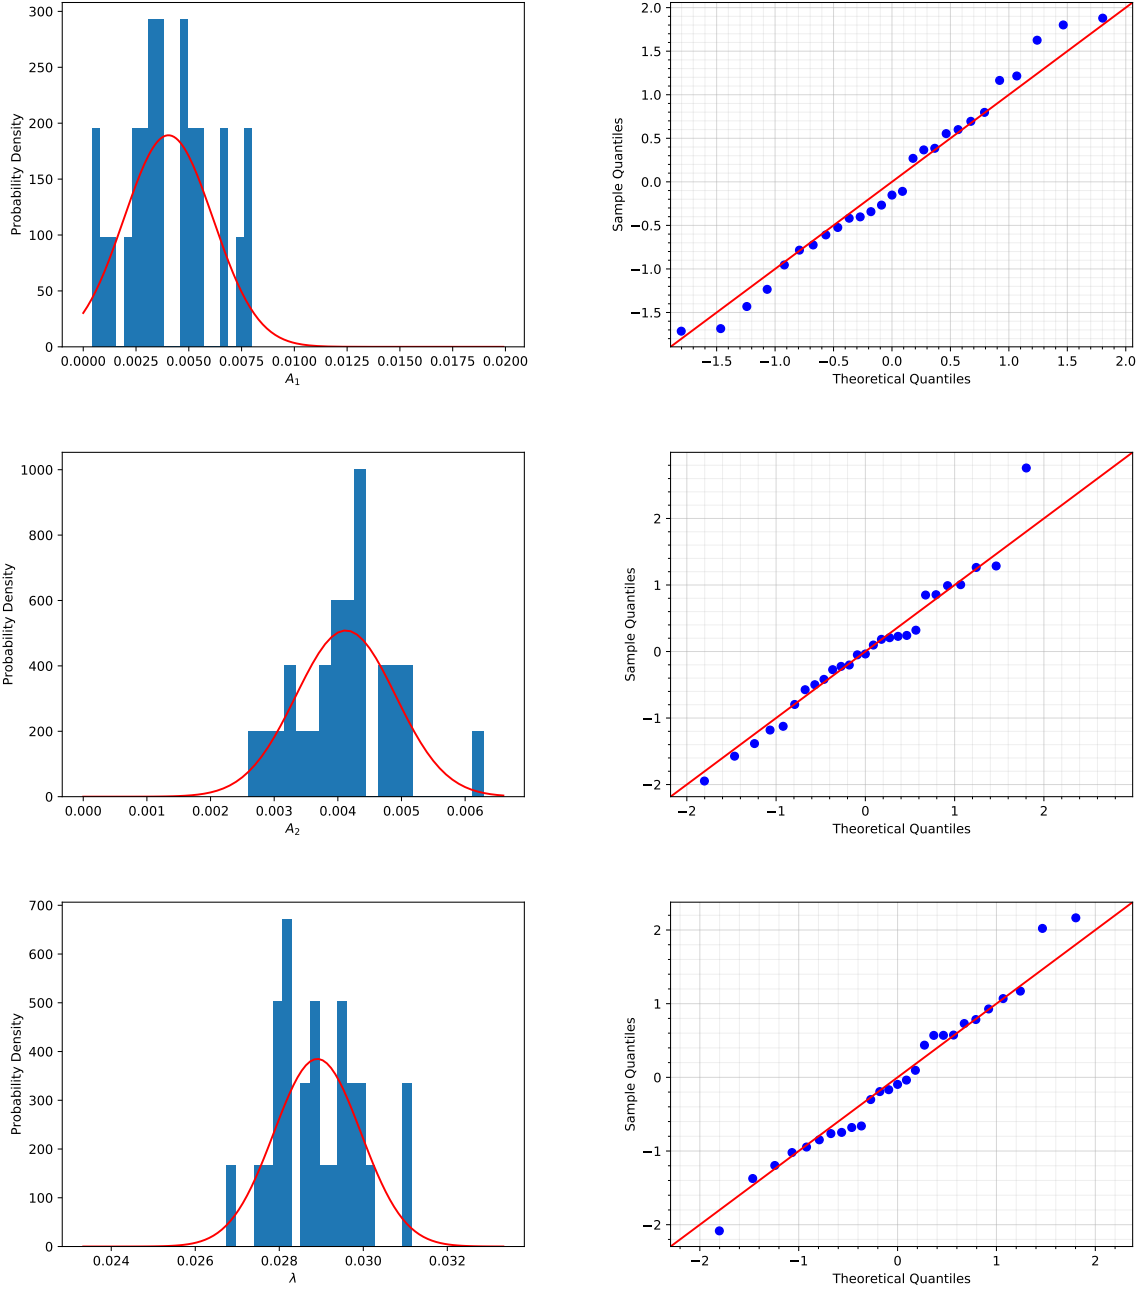 300
250
200
150
100
50
0
Probability Density
0.0000 0.0025 0.0050 0.0075 0.0100 0.0125 0.0150 0.0175 0.0200
A₁
2.0
1.5
1.0
0.5
0.0
−0.5
−1.0
−1.5
Sample Quantiles
−1.5 −1.0 −0.5 0.0 0.5 1.0 1.5 2.0
Theoretical Quantiles
1000
800
600
400
200
0
Probability Density
0.000 0.001 0.002 0.003 0.004 0.005 0.006
A₂
2
1
0
−1
−2
Sample Quantiles
−2 −1 0 1 2
Theoretical Quantiles
700
600
500
400
300
200
100
0
Probability Density
0.024 0.026 0.028 0.030 0.032
λ
2
1
0
−1
−2
Sample Quantiles
−2 −1 0 1 2
Theoretical Quantiles